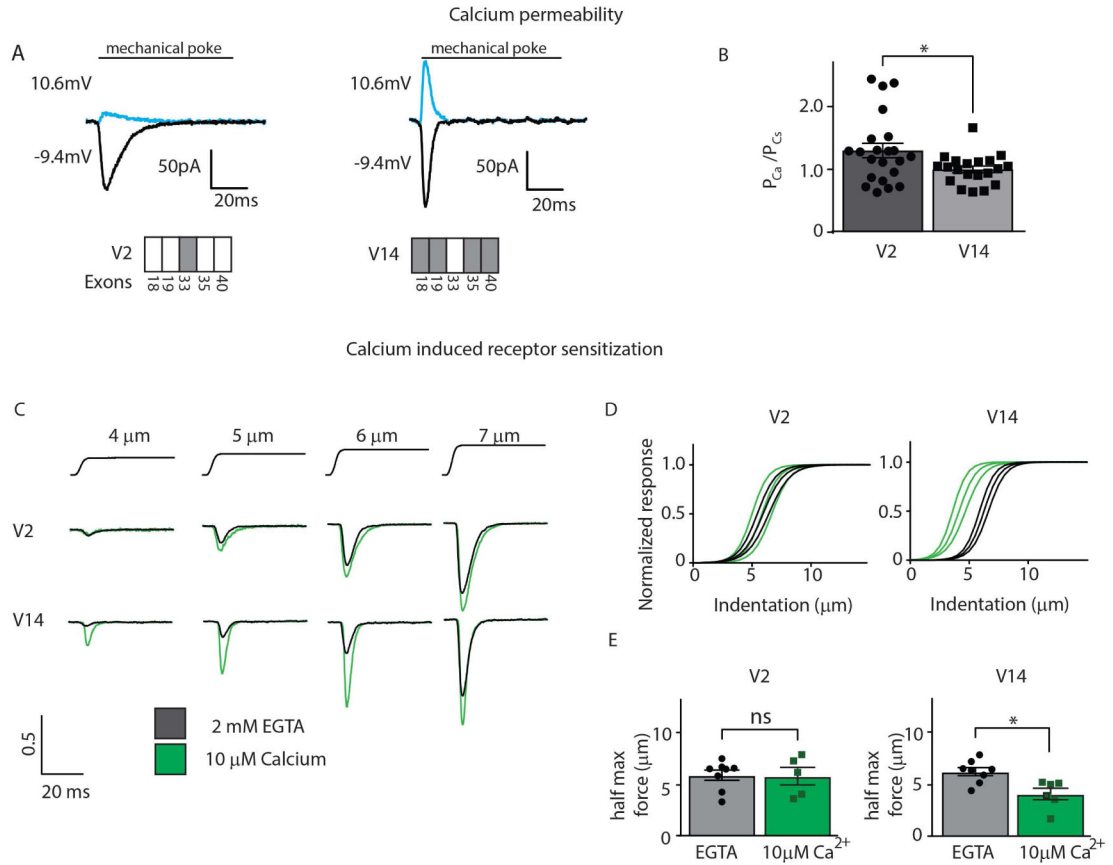 Calcium permeability
A
mechanical poke
10.6mV
-9.4mV
50pA
20ms
V2
Exons
18 19 33 35 40
mechanical poke
10.6mV
-9.4mV
50pA
20ms
V14
18 19 33 35 40
B
*
P_Ca /P_Cs
2.0
1.0
0
V2 V14
Calcium induced receptor sensitization
C
4 μm 5 μm 6 μm 7 μm
V2
V14
0.5
20 ms
2 mM EGTA
10 μM Calcium
D
V2
Normalized response
1.0
0.5
0
0 5 10
Indentation (μm)
V14
1.0
0.5
0
0 5 10
Indentation (μm)
E
V2
ns
half max
force (μm)
10
5
0
EGTA 10μM Ca²⁺
V14
*
half max
force (μm)
10
5
0
EGTA 10μM Ca²⁺